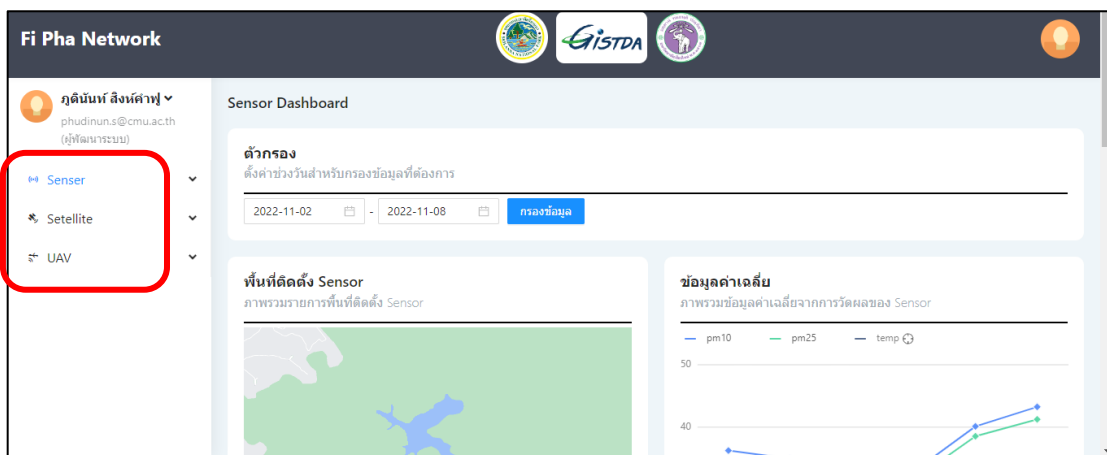 Fi Pha Network
GISTDA
ภูดินันท์ สิงห์คำฟู
phudinun.s@cmu.ac.th
(ผู้พัฒนาระบบ)
Senser
Setellite
UAV
Sensor Dashboard
ตัวกรอง
ตั้งค่าช่วงวันสำหรับกรองข้อมูลที่ต้องการ
2022-11-02 - 2022-11-08 กรองข้อมูล
พื้นที่ติดตั้ง Sensor
ภาพรวมรายการพื้นที่ติดตั้ง Sensor
ข้อมูลค่าเฉลี่ย
ภาพรวมข้อมูลค่าเฉลี่ยจากการวัดผลของ Sensor
pm10 pm25 temp
50
40